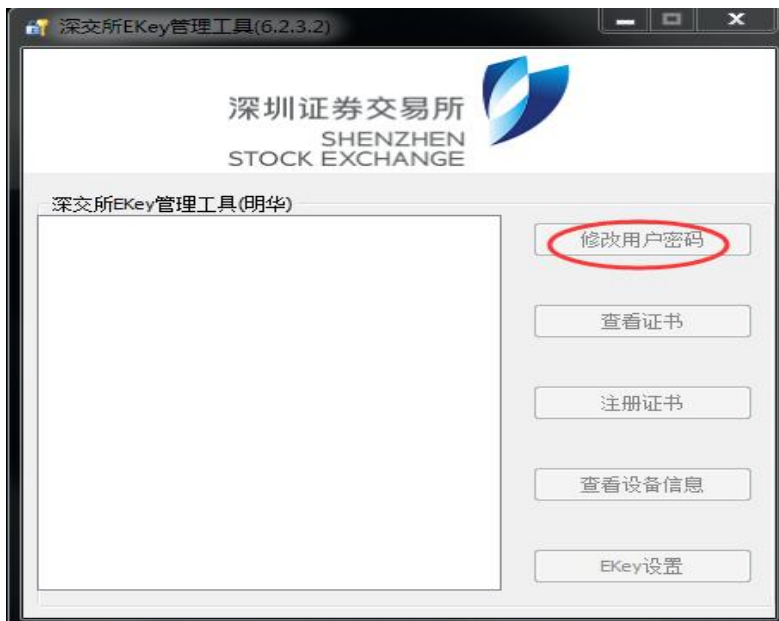 深交所EKey管理工具(6.2.3.2)
深圳证券交易所
SHENZHEN
STOCK EXCHANGE
深交所EKey管理工具(明华)
修改用户密码
查看证书
注册证书
查看设备信息
EKey设置